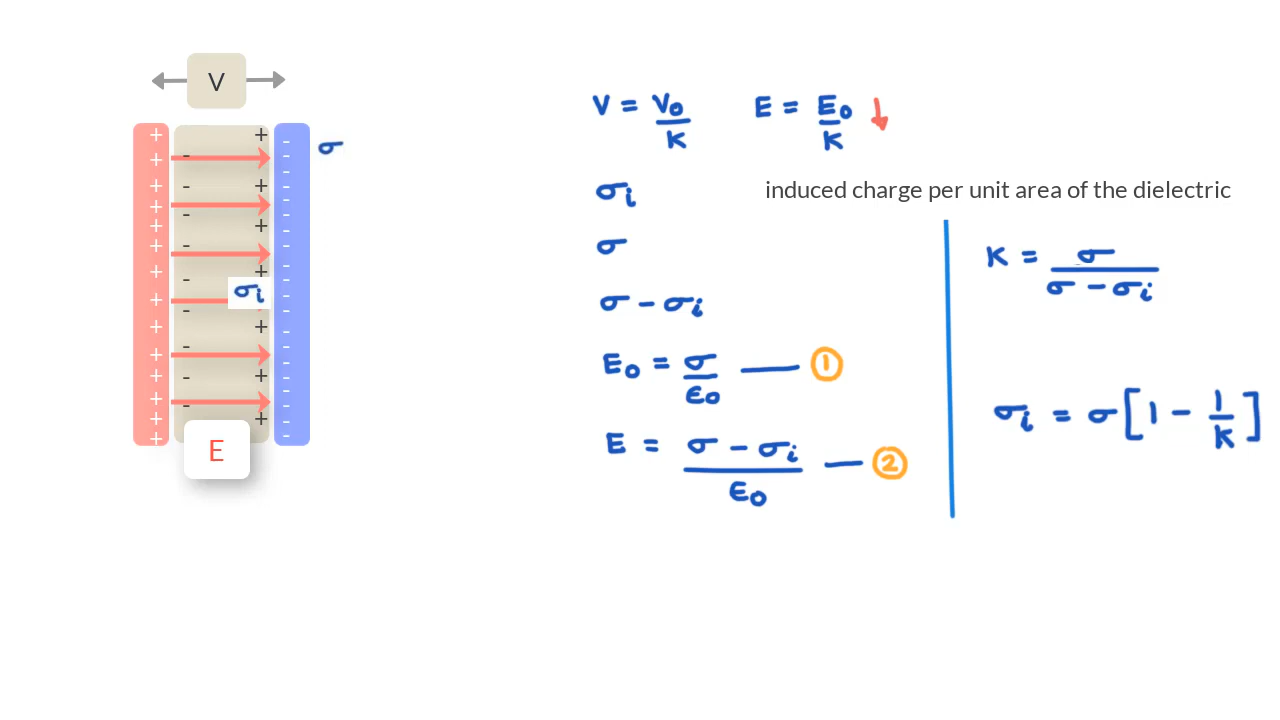 V
σ
σi
E
V = V₀/K    E = E₀/K ↓
σi    induced charge per unit area of the dielectric
σ
σ - σi
E₀ = σ/ε₀ — ①
E = (σ - σi)/ε₀ — ②
K = σ/(σ - σi)
σi = σ[1 - 1/K]